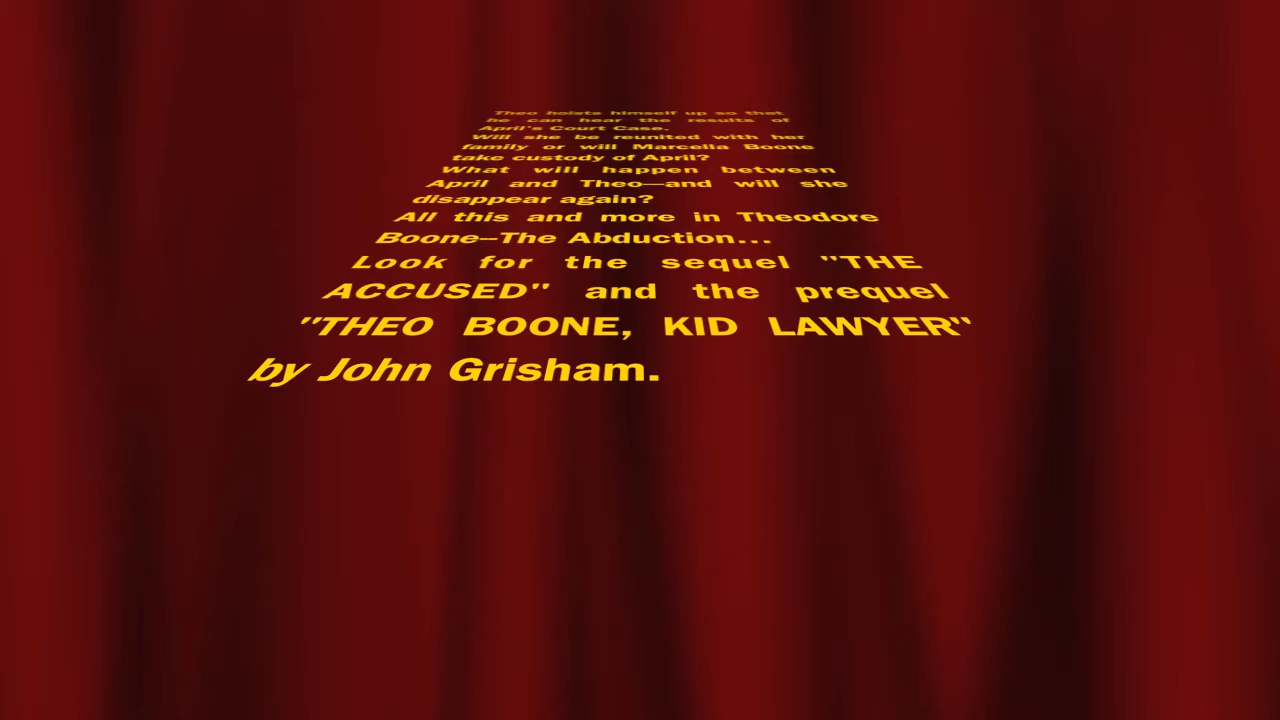 Theo hoists himself up so that
he can hear the results of
April's Court Case.
Will she be reunited with her
family or will Marcella Boone
take custody of April?
What will happen between
April and Theo—and will she
disappear again?
All this and more in Theodore
Boone--The Abduction...
Look for the sequel "THE
ACCUSED" and the prequel
"THEO BOONE, KID LAWYER"
by John Grisham.